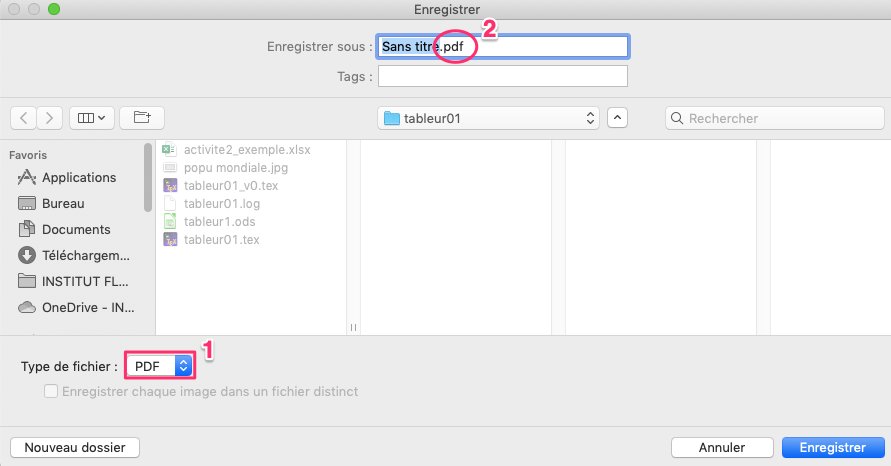 Enregistrer
2
Enregistrer sous : Sans titre.pdf
Tags :
tableur01
Rechercher
Favoris
Applications
Bureau
Documents
Téléchargem...
INSTITUT FL...
OneDrive - IN...
activite2_exemple.xlsx
popu mondiale.jpg
tableur01_v0.tex
tableur01.log
tableur1.ods
tableur01.tex
1
Type de fichier : PDF
Enregistrer chaque image dans un fichier distinct
Nouveau dossier
Annuler
Enregistrer